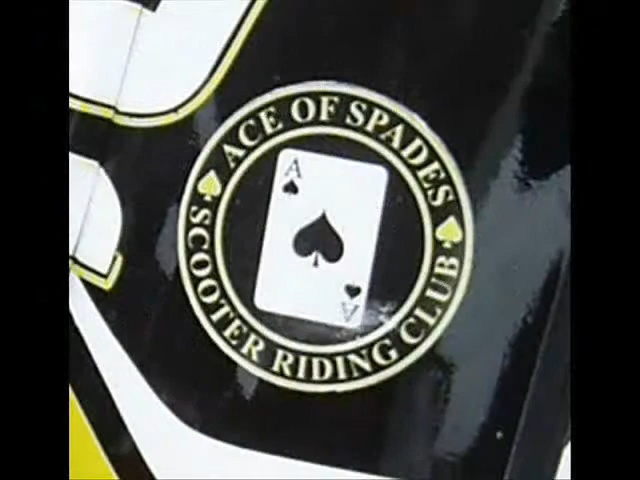 ACE OF SPADES
SCOOTER RIDING CLUB
A
A